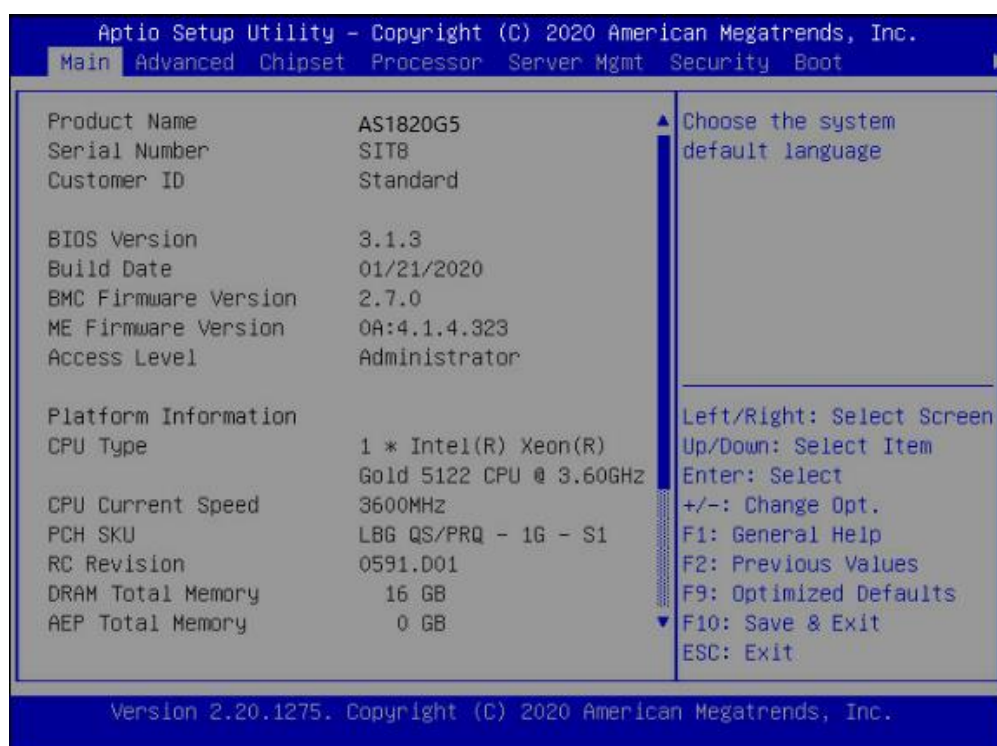 Aptio Setup Utility – Copyright (C) 2020 American Megatrends, Inc.
Main Advanced Chipset Processor Server Mgmt Security Boot
Product Name AS1820G5
Serial Number SIT8
Customer ID Standard
BIOS Version 3.1.3
Build Date 01/21/2020
BMC Firmware Version 2.7.0
ME Firmware Version 0A:4.1.4.323
Access Level Administrator
Platform Information
CPU Type 1 * Intel(R) Xeon(R)
Gold 5122 CPU @ 3.60GHz
CPU Current Speed 3600MHz
PCH SKU LBG QS/PRQ - 1G - S1
RC Revision 0591.D01
DRAM Total Memory 16 GB
AEP Total Memory 0 GB
Choose the system
default language
Left/Right: Select Screen
Up/Down: Select Item
Enter: Select
+/-: Change Opt.
F1: General Help
F2: Previous Values
F9: Optimized Defaults
F10: Save & Exit
ESC: Exit
Version 2.20.1275. Copyright (C) 2020 American Megatrends, Inc.